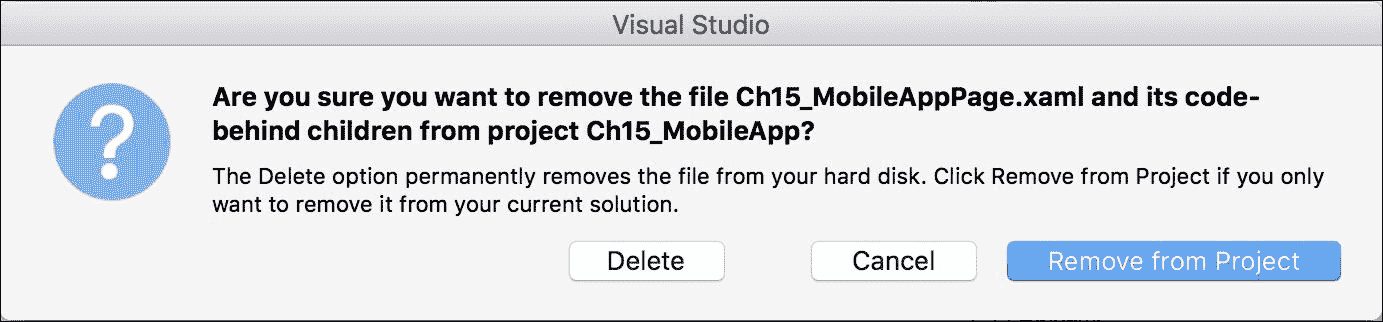 Visual Studio
Are you sure you want to remove the file Ch15_MobileAppPage.xaml and its code-
behind children from project Ch15_MobileApp?
The Delete option permanently removes the file from your hard disk. Click Remove from Project if you only
want to remove it from your current solution.
Delete Cancel Remove from Project